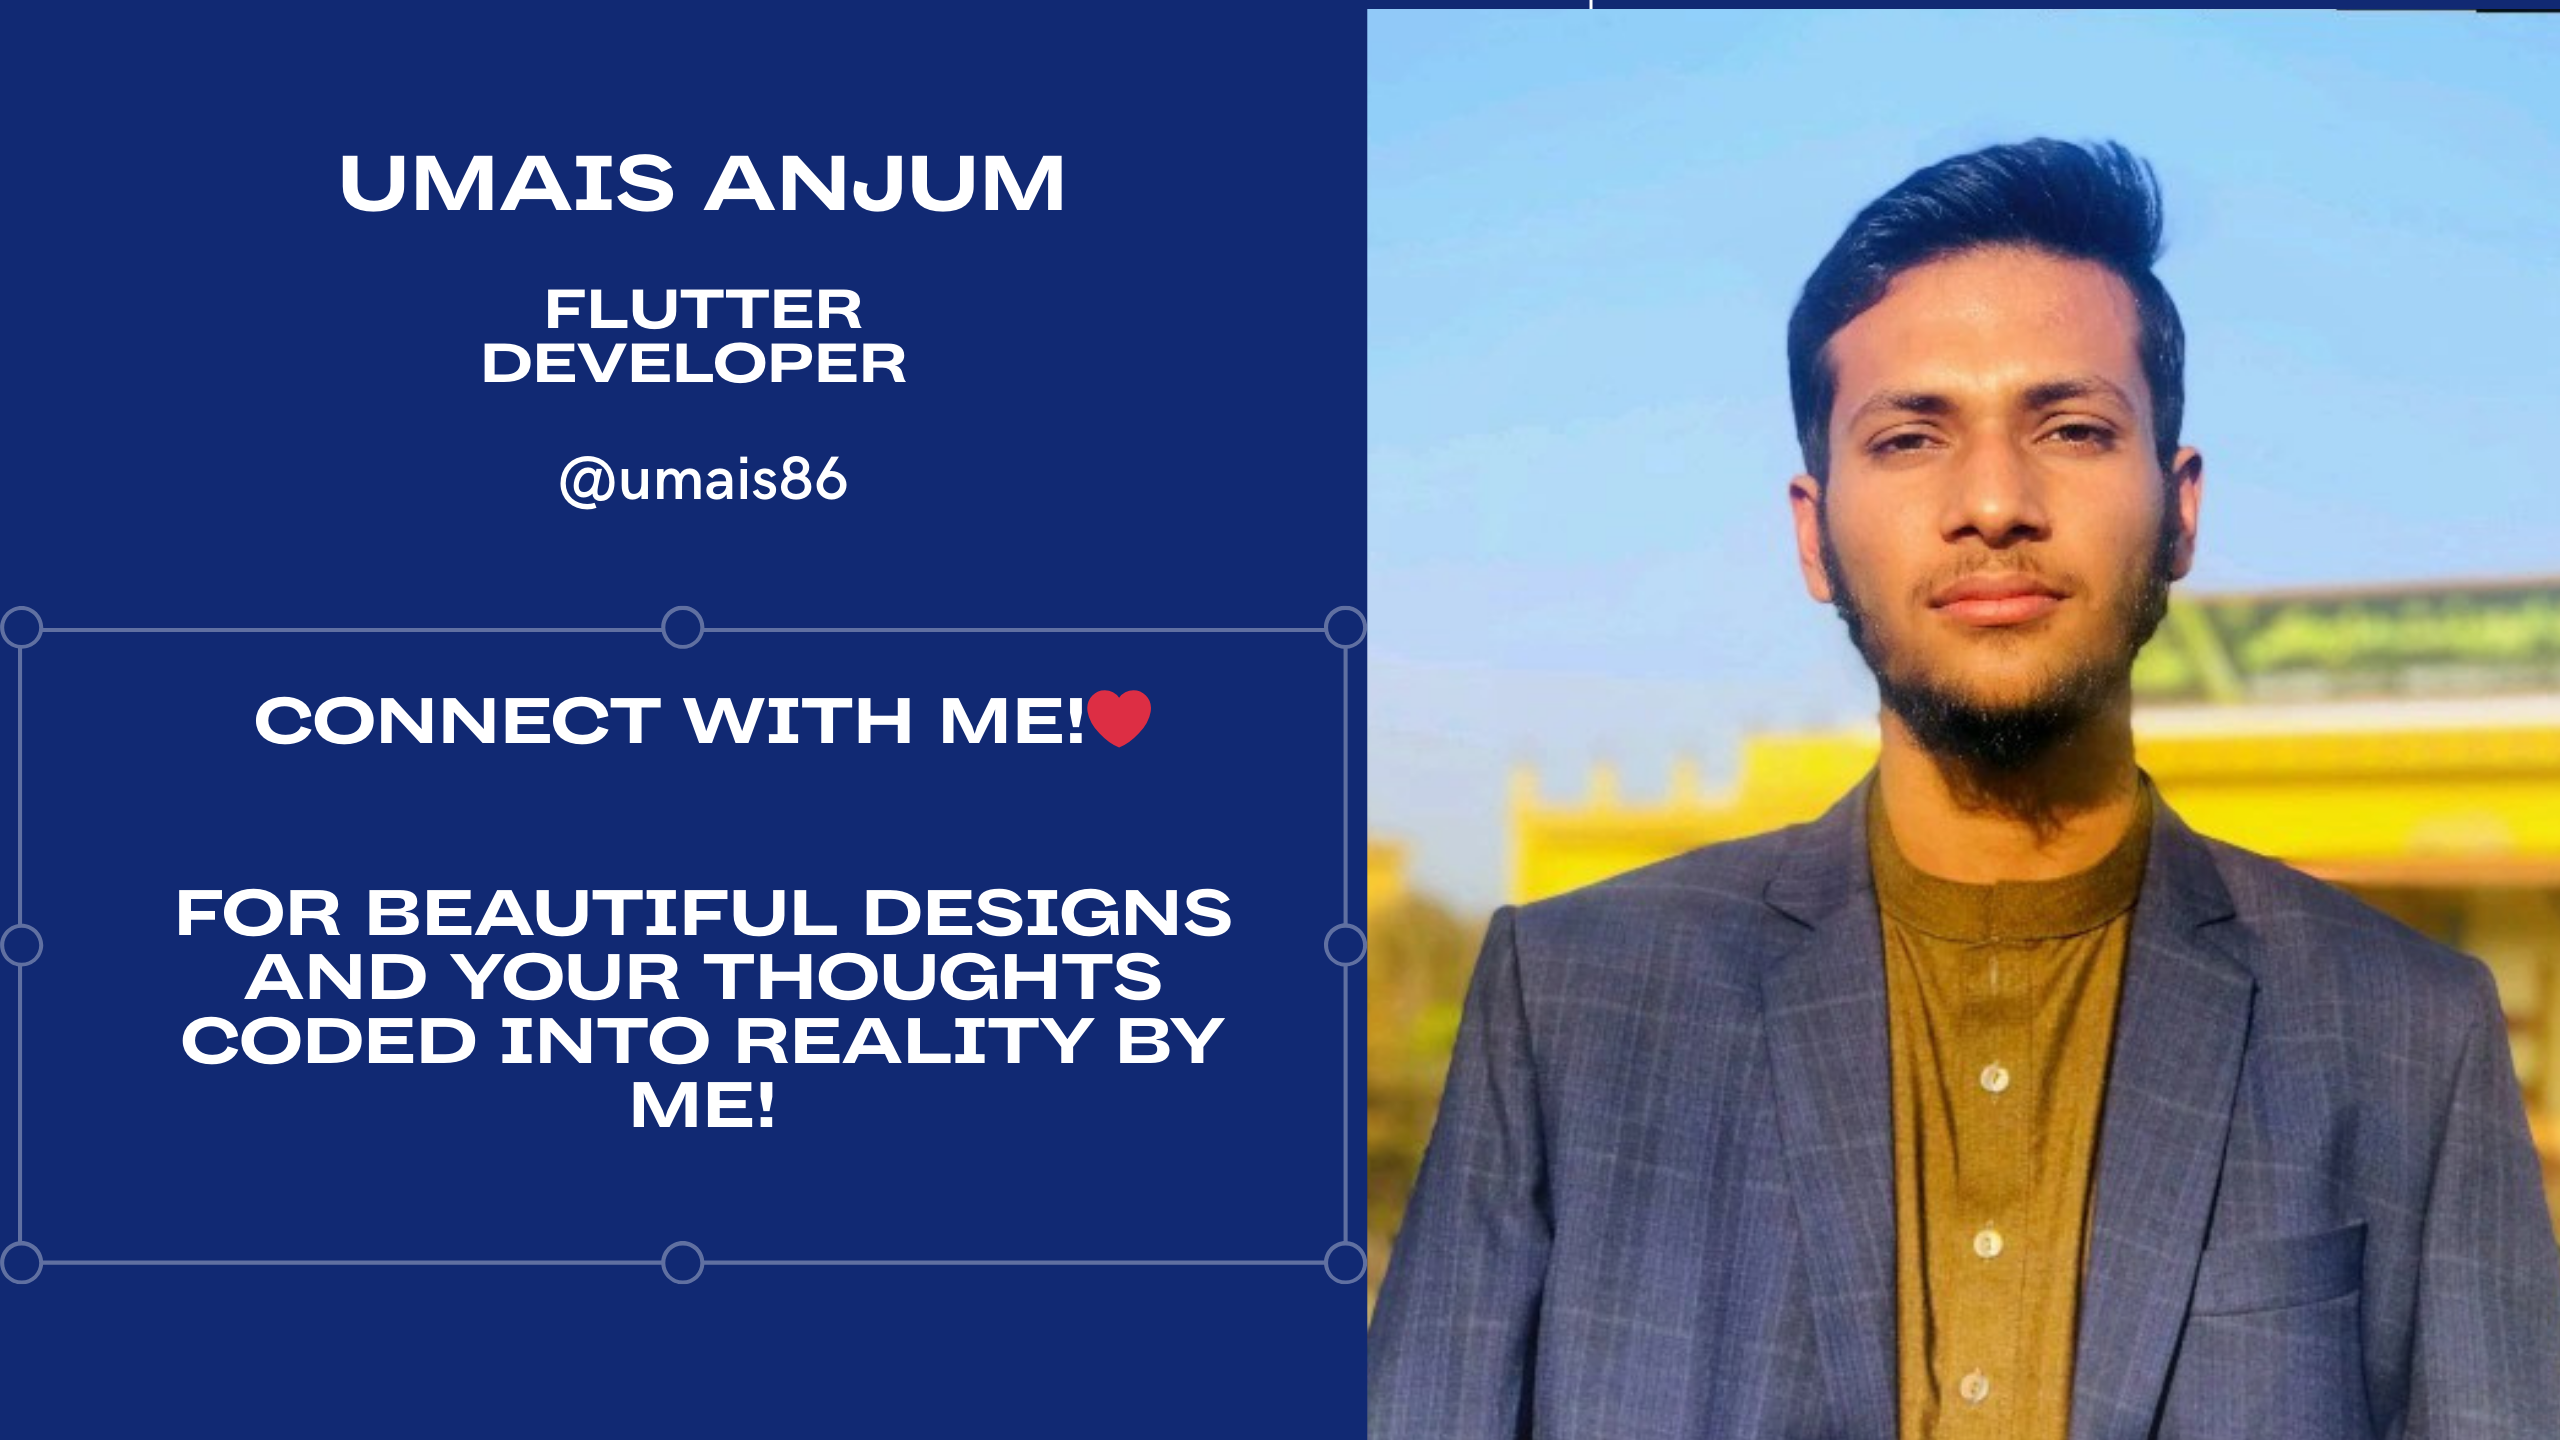 UMAIS ANJUM
FLUTTER
DEVELOPER
@umais86
CONNECT WITH ME!❤️
FOR BEAUTIFUL DESIGNS
AND YOUR THOUGHTS
CODED INTO REALITY BY
ME!